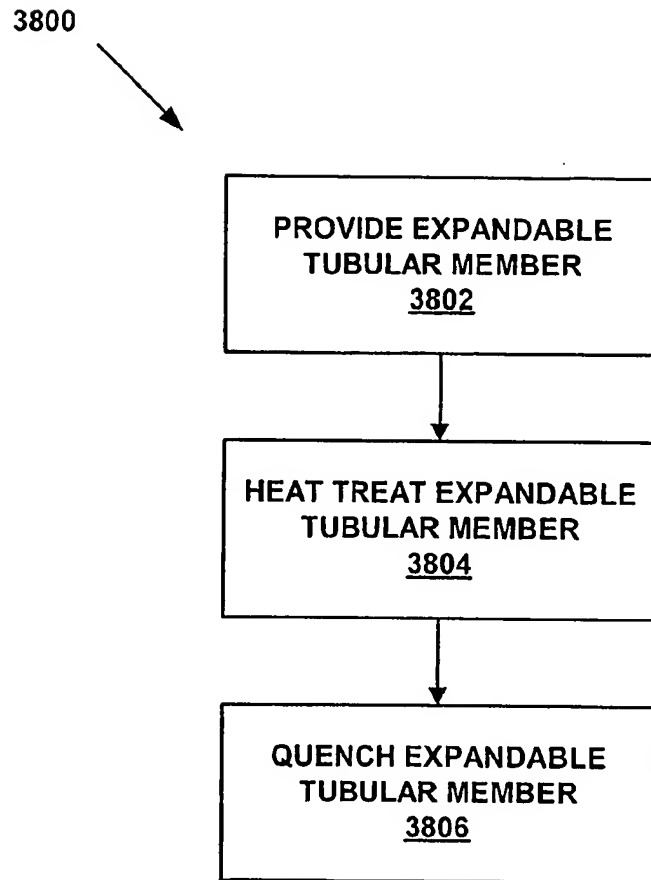 3800
PROVIDE EXPANDABLE
TUBULAR MEMBER
3802
HEAT TREAT EXPANDABLE
TUBULAR MEMBER
3804
QUENCH EXPANDABLE
TUBULAR MEMBER
3806